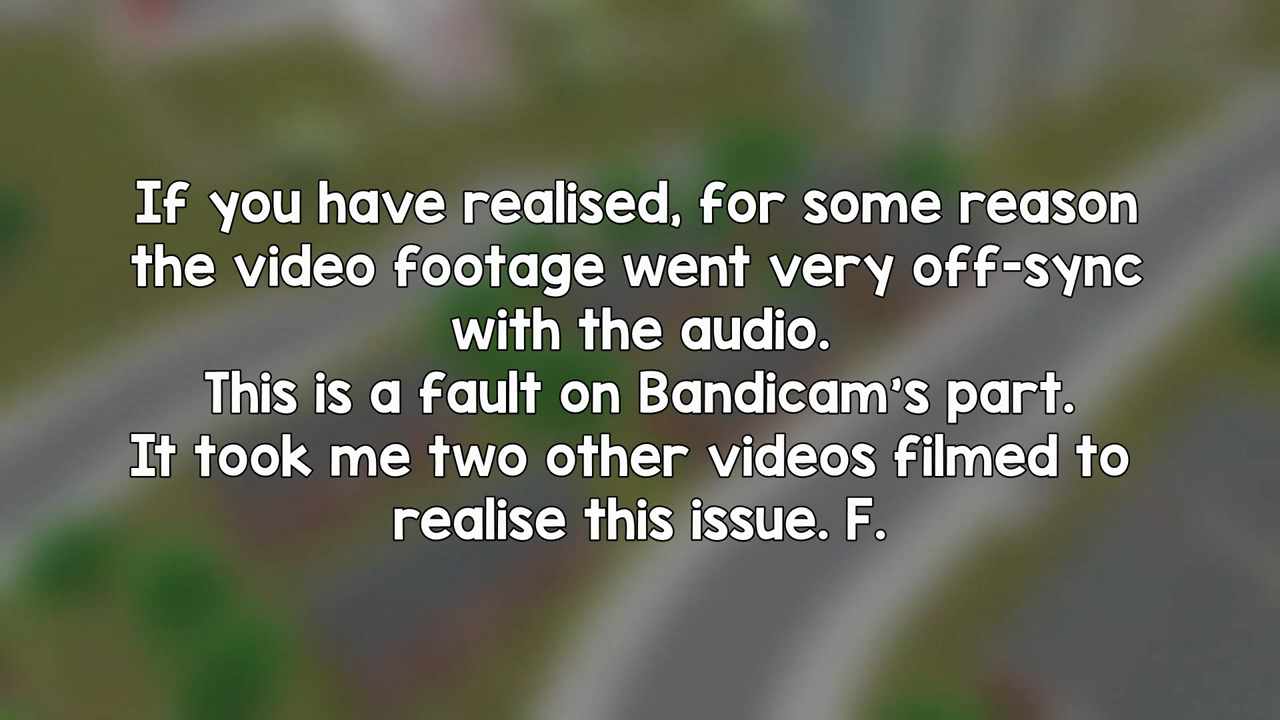 If you have realised, for some reason
the video footage went very off-sync
with the audio.
This is a fault on Bandicam's part.
It took me two other videos filmed to
realise this issue. F.